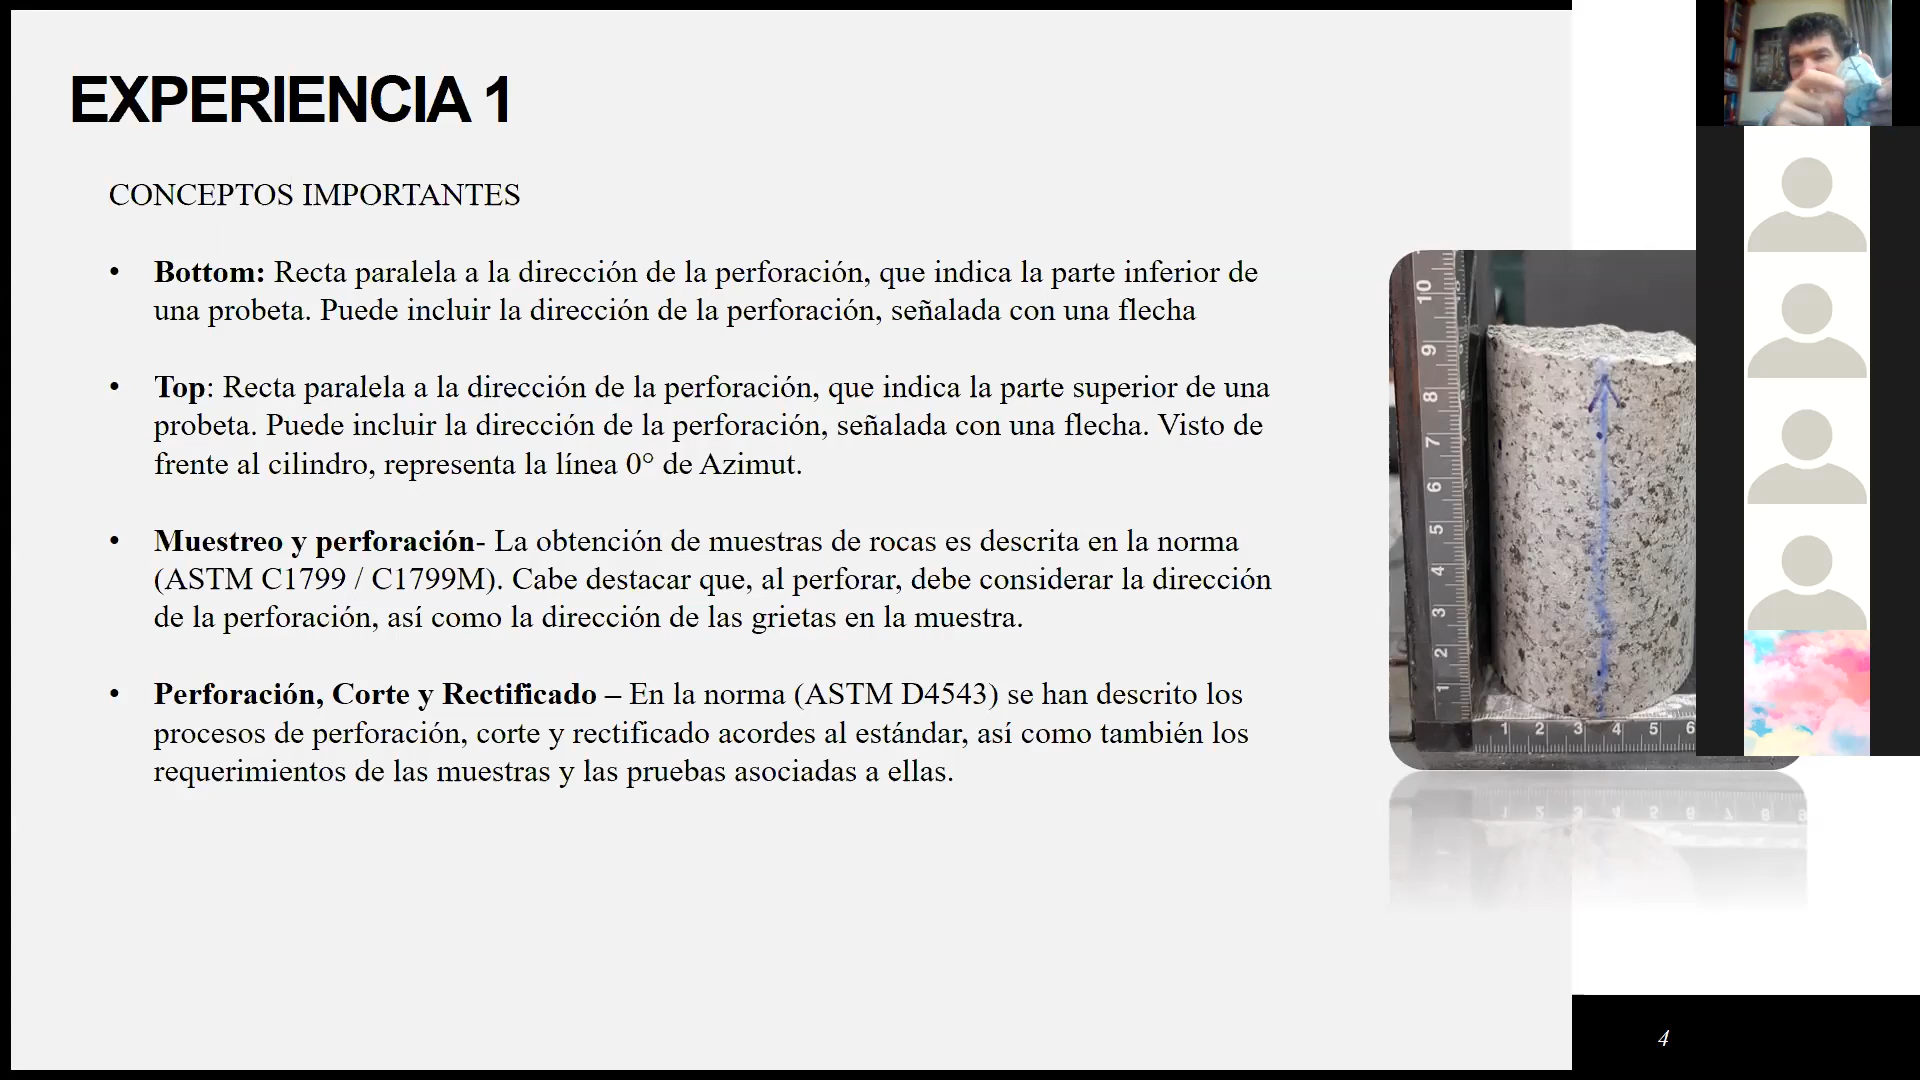 EXPERIENCIA 1
CONCEPTOS IMPORTANTES
• Bottom: Recta paralela a la dirección de la perforación, que indica la parte inferior de
una probeta. Puede incluir la dirección de la perforación, señalada con una flecha
• Top: Recta paralela a la dirección de la perforación, que indica la parte superior de una
probeta. Puede incluir la dirección de la perforación, señalada con una flecha. Visto de
frente al cilindro, representa la línea 0° de Azimut.
• Muestreo y perforación- La obtención de muestras de rocas es descrita en la norma
(ASTM C1799 / C1799M). Cabe destacar que, al perforar, debe considerar la dirección
de la perforación, así como la dirección de las grietas en la muestra.
• Perforación, Corte y Rectificado – En la norma (ASTM D4543) se han descrito los
procesos de perforación, corte y rectificado acordes al estándar, así como también los
requerimientos de las muestras y las pruebas asociadas a ellas.
10
9
8
7
6
5
4
3
2
1
1 2 3 4 5 6
4